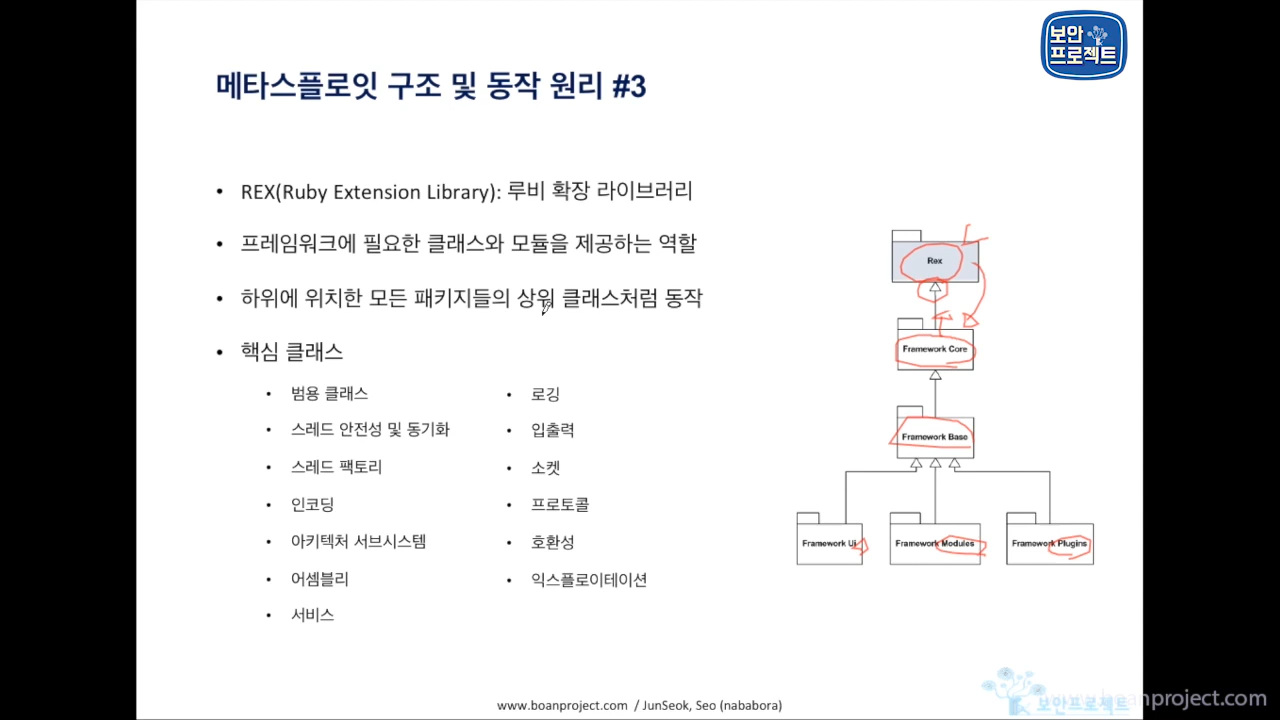 보안
프로젝트
메타스플로잇 구조 및 동작 원리 #3
• REX(Ruby Extension Library): 루비 확장 라이브러리
• 프레임워크에 필요한 클래스와 모듈을 제공하는 역할
• 하위에 위치한 모든 패키지들의 상위 클래스처럼 동작
• 핵심 클래스
• 범용 클래스
• 스레드 안전성 및 동기화
• 스레드 팩토리
• 인코딩
• 아키텍처 서브시스템
• 어셈블리
• 서비스
• 로깅
• 입출력
• 소켓
• 프로토콜
• 호환성
• 익스플로이테이션
Rex
Framework Core
Framework Base
Framework Ui
Framework Modules
Framework Plugins
www.boanproject.com / JunSeok, Seo (nababora)
보안프로젝트
www.boanproject.com